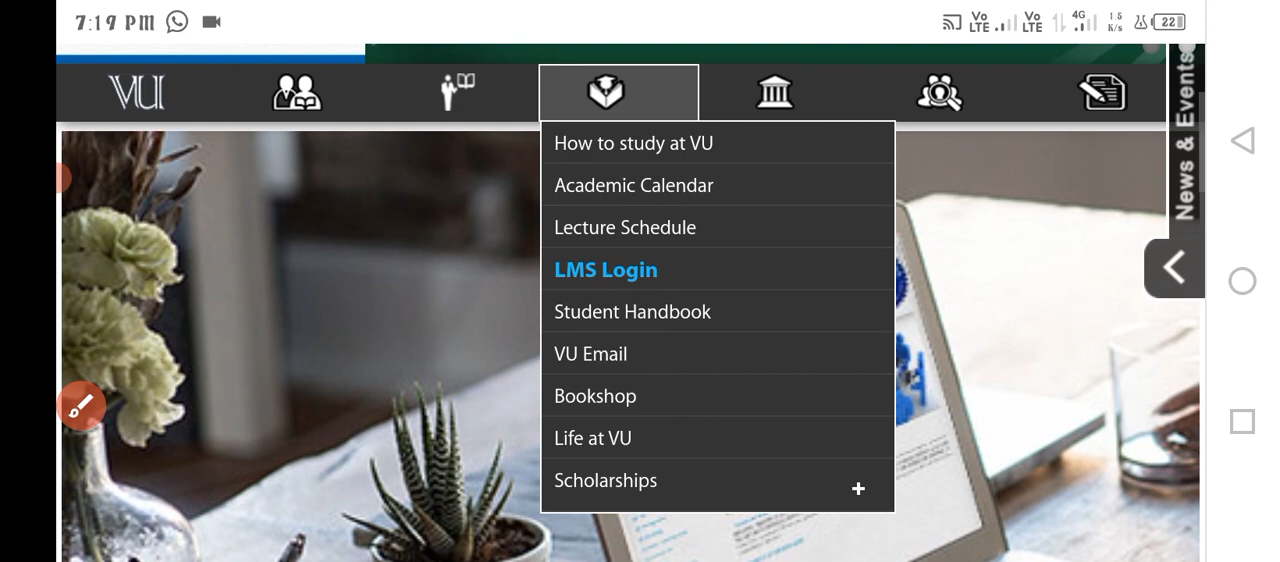 7:19 PM
Vo LTE
Vo LTE
4G
1.5 K/s
22
VU
News & Events
How to study at VU
Academic Calendar
Lecture Schedule
LMS Login
Student Handbook
VU Email
Bookshop
Life at VU
Scholarships +